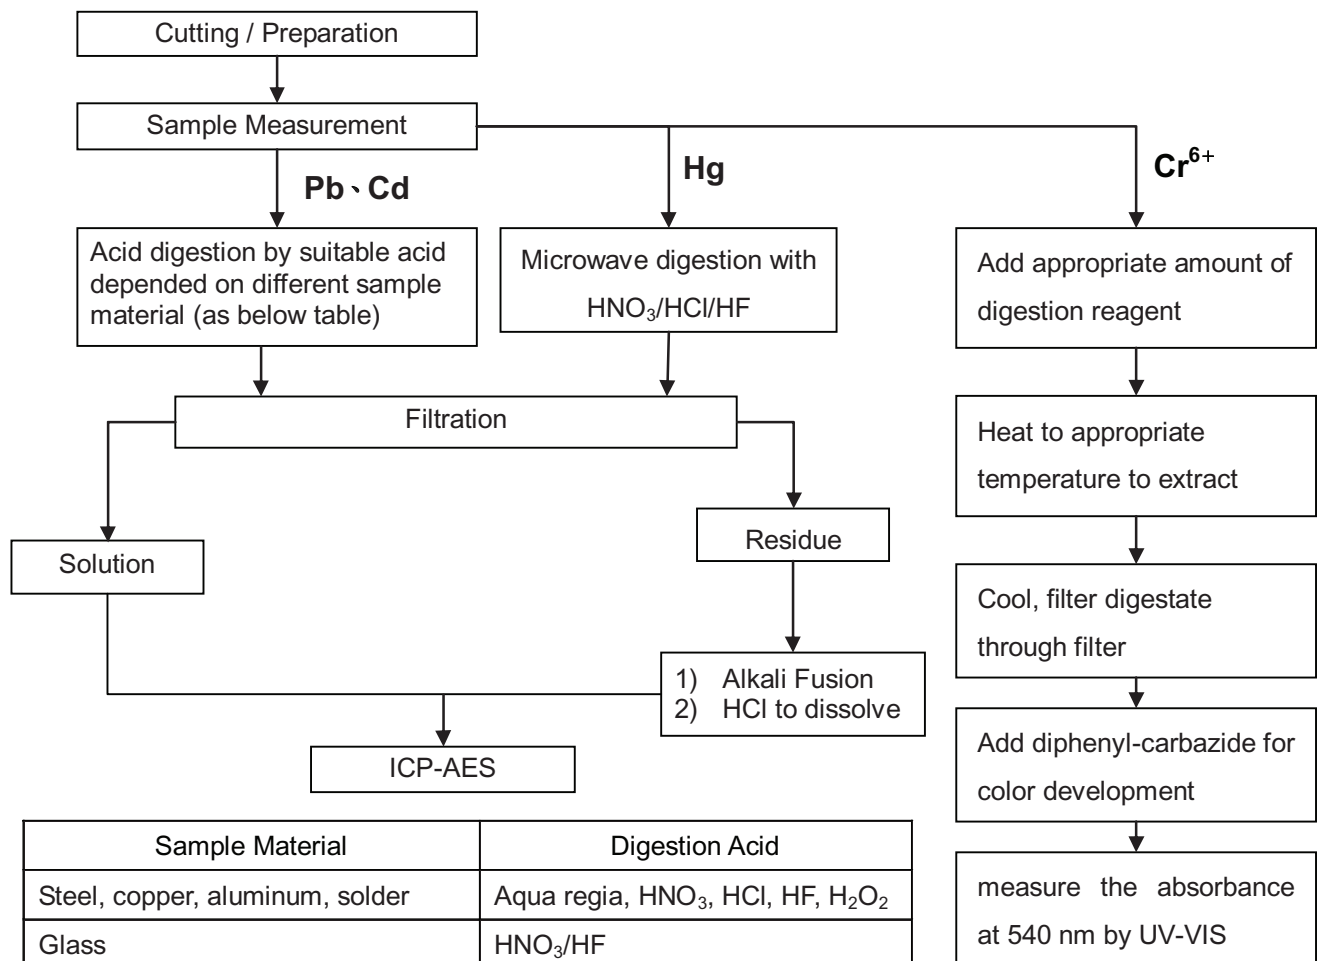 Cutting / Preparation
Sample Measurement
Pb、Cd
Hg
Cr⁶⁺
Acid digestion by suitable acid
depended on different sample
material (as below table)
Microwave digestion with
HNO₃/HCl/HF
Add appropriate amount of
digestion reagent
Filtration
Heat to appropriate
temperature to extract
Solution
Residue
Cool, filter digestate
through filter
1) Alkali Fusion
2) HCl to dissolve
ICP-AES
Add diphenyl-carbazide for
color development
measure the absorbance
at 540 nm by UV-VIS
Sample Material Digestion Acid
Steel, copper, aluminum, solder Aqua regia, HNO₃, HCl, HF, H₂O₂
Glass HNO₃/HF